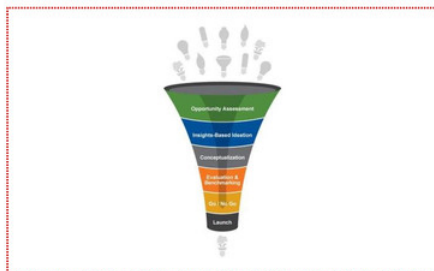 Opportunity Assessment
Insights-Based Ideation
Conceptualization
Evaluation &
Benchmarking
Go / No Go
Launch